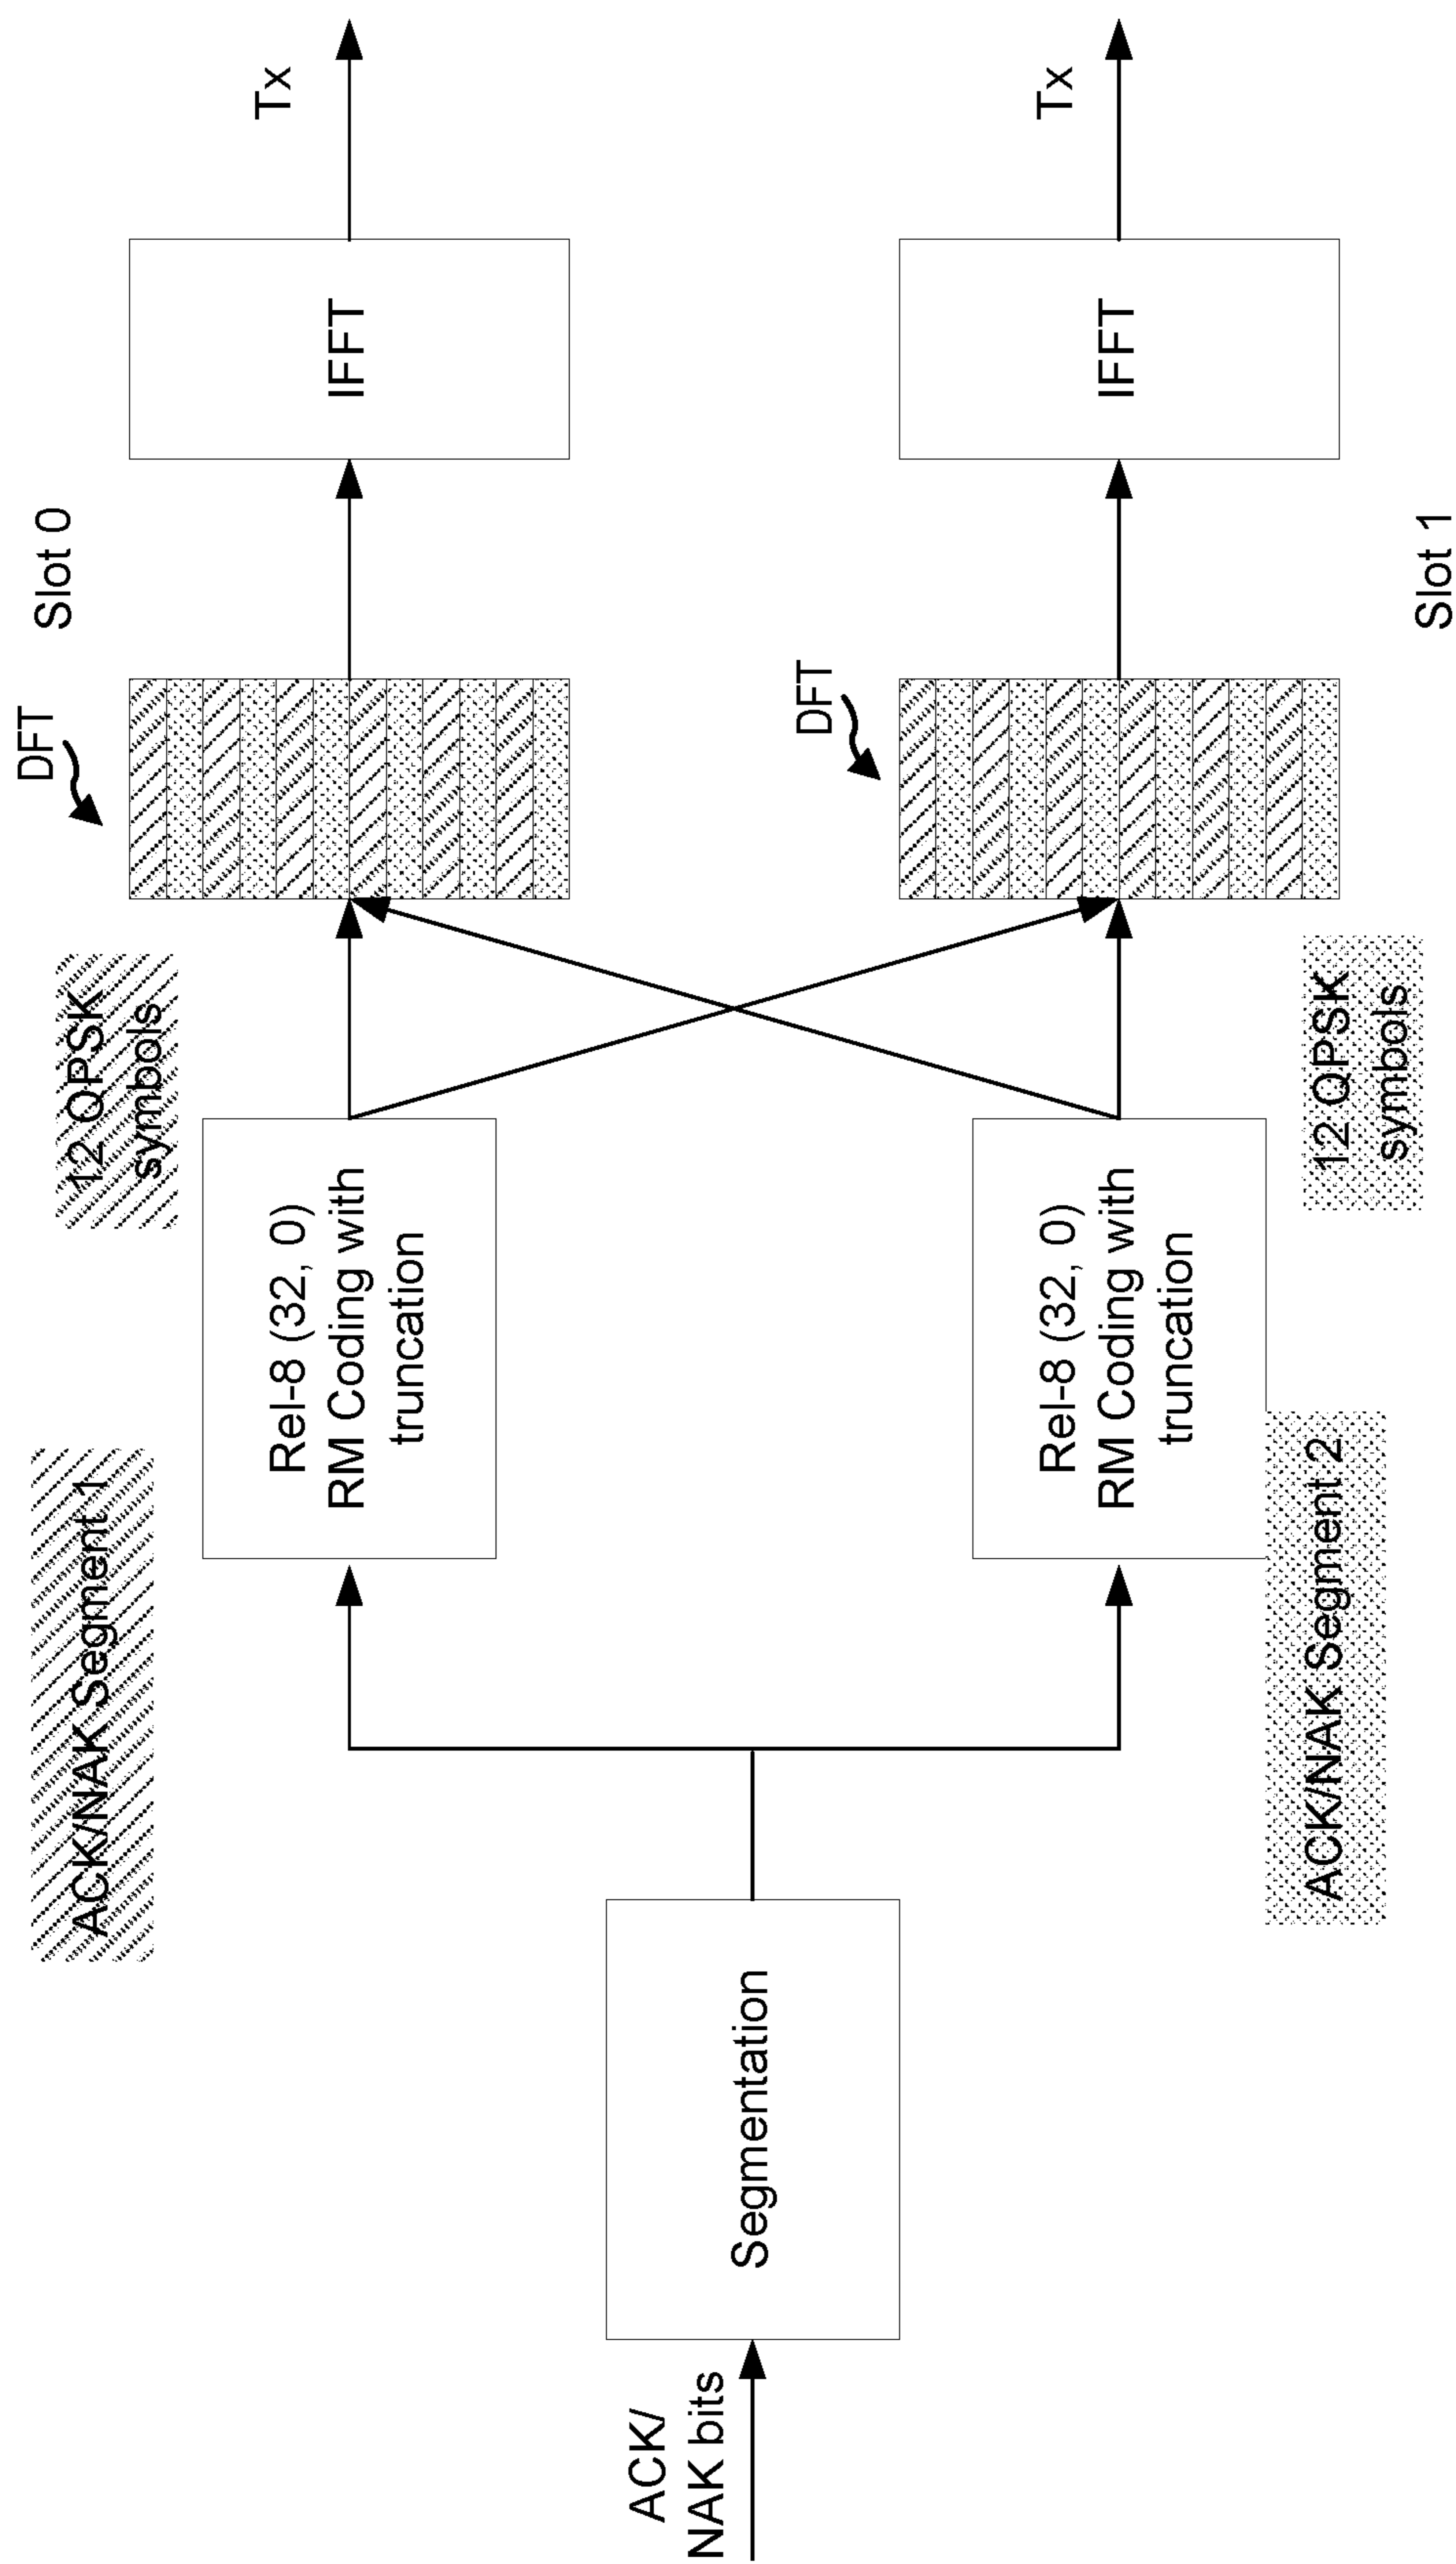 ACK/
NAK bits
Segmentation
ACK/NAK Segment 1
Rel-8 (32, 0)
RM Coding with
truncation
12 QPSK
symbols
DFT
Slot 0
IFFT
Tx
ACK/NAK Segment 2
Rel-8 (32, 0)
RM Coding with
truncation
12 QPSK
symbols
DFT
Slot 1
IFFT
Tx